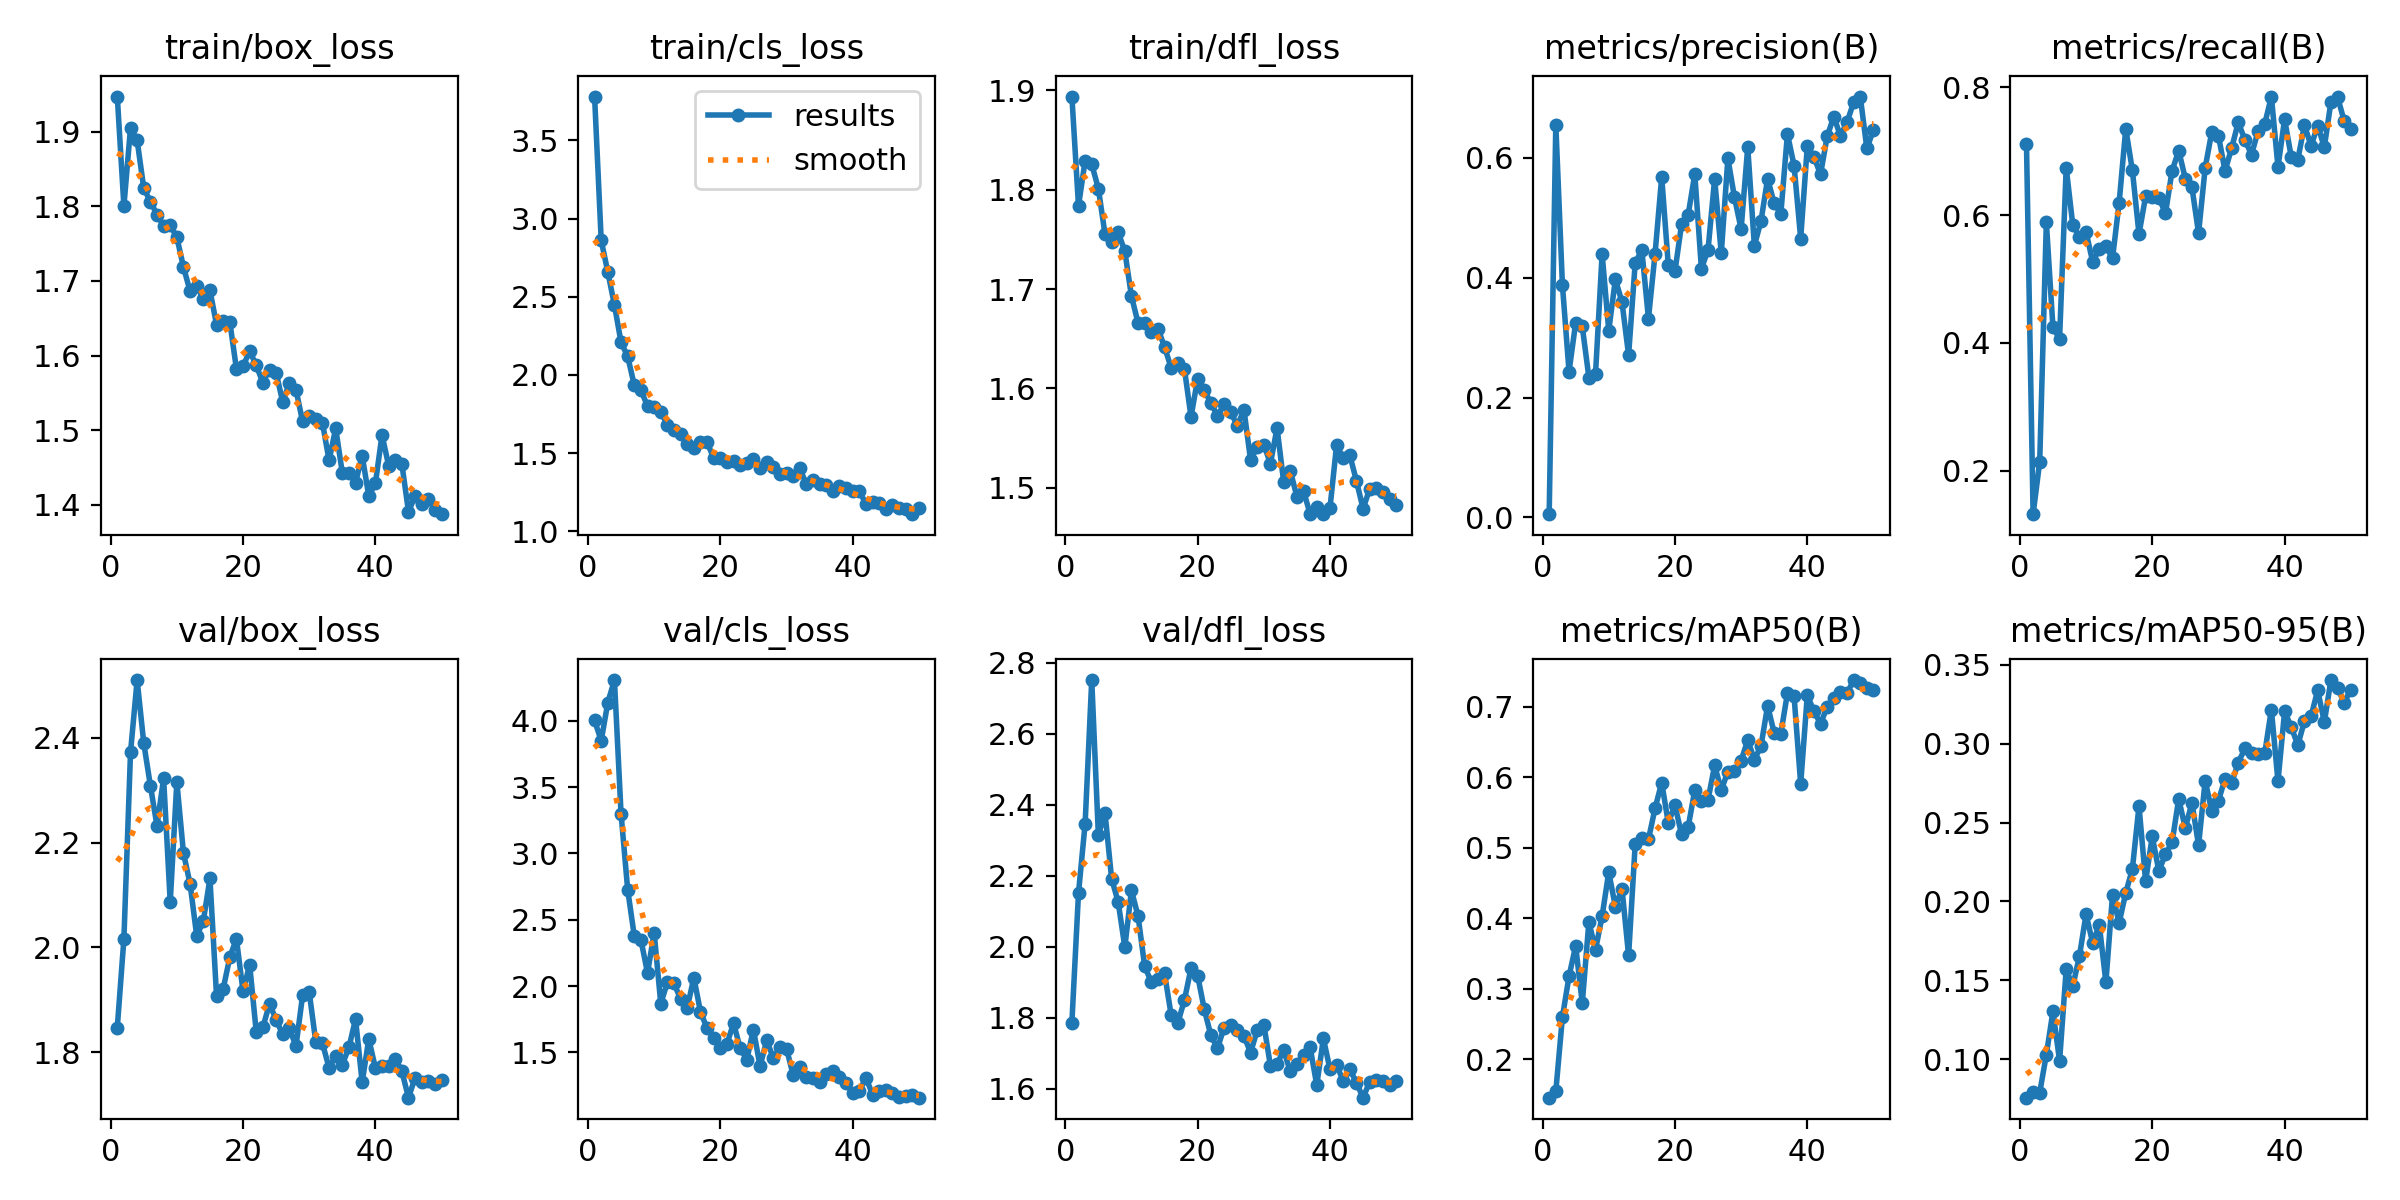 train/box_loss
train/cls_loss
train/dfl_loss
metrics/precision(B)
metrics/recall(B)
results
smooth
1.9
1.8
1.7
1.6
1.5
1.4
0 20 40
3.5
3.0
2.5
2.0
1.5
1.0
0 20 40
1.9
1.8
1.7
1.6
1.5
0 20 40
0.6
0.4
0.2
0.0
0 20 40
0.8
0.6
0.4
0.2
0 20 40
val/box_loss
val/cls_loss
val/dfl_loss
metrics/mAP50(B)
metrics/mAP50-95(B)
2.4
2.2
2.0
1.8
0 20 40
4.0
3.5
3.0
2.5
2.0
1.5
0 20 40
2.8
2.6
2.4
2.2
2.0
1.8
1.6
0 20 40
0.7
0.6
0.5
0.4
0.3
0.2
0 20 40
0.35
0.30
0.25
0.20
0.15
0.10
0 20 40